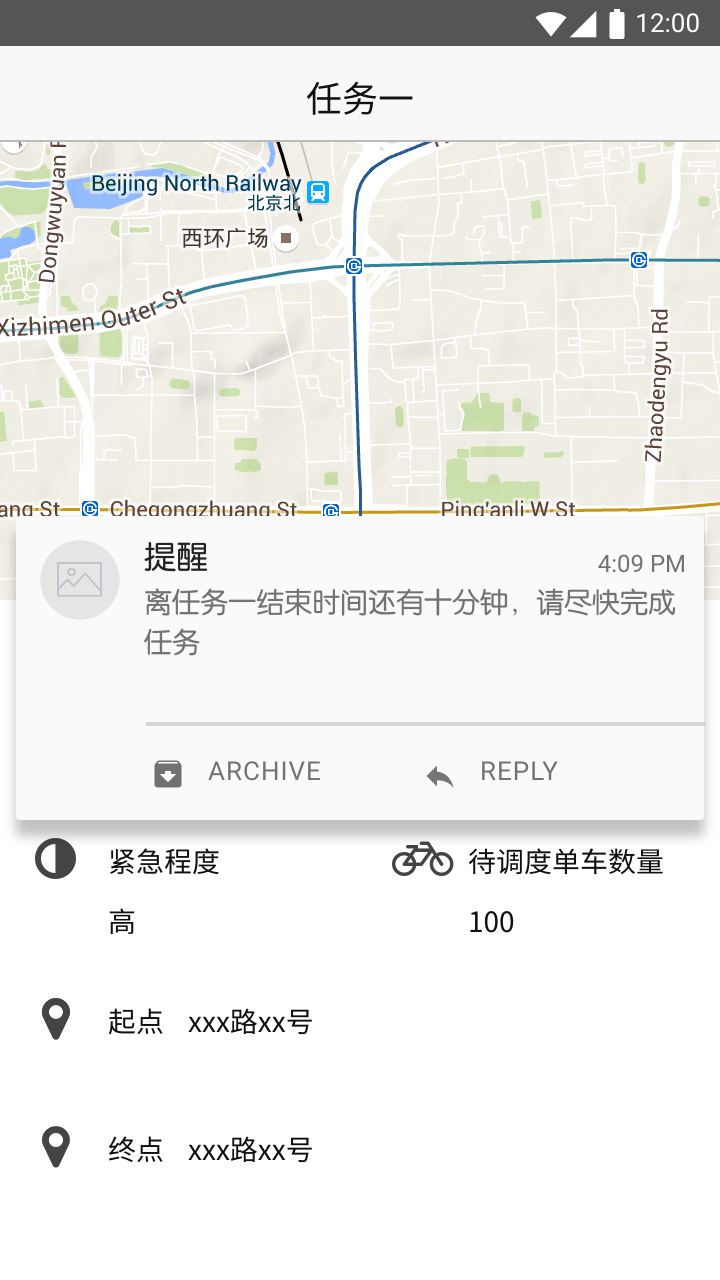 12:00
任务一
Beijing North Railway
北京北
Dongwuyuan
西环广场
Xizhimen Outer St
Zhaodengyu Rd
ang St
Chegongzhuang St
Ping'anli W St
提醒
4:09 PM
离任务一结束时间还有十分钟，请尽快完成
任务
ARCHIVE
REPLY
紧急程度
待调度单车数量
高
100
起点 xxx路xx号
终点 xxx路xx号